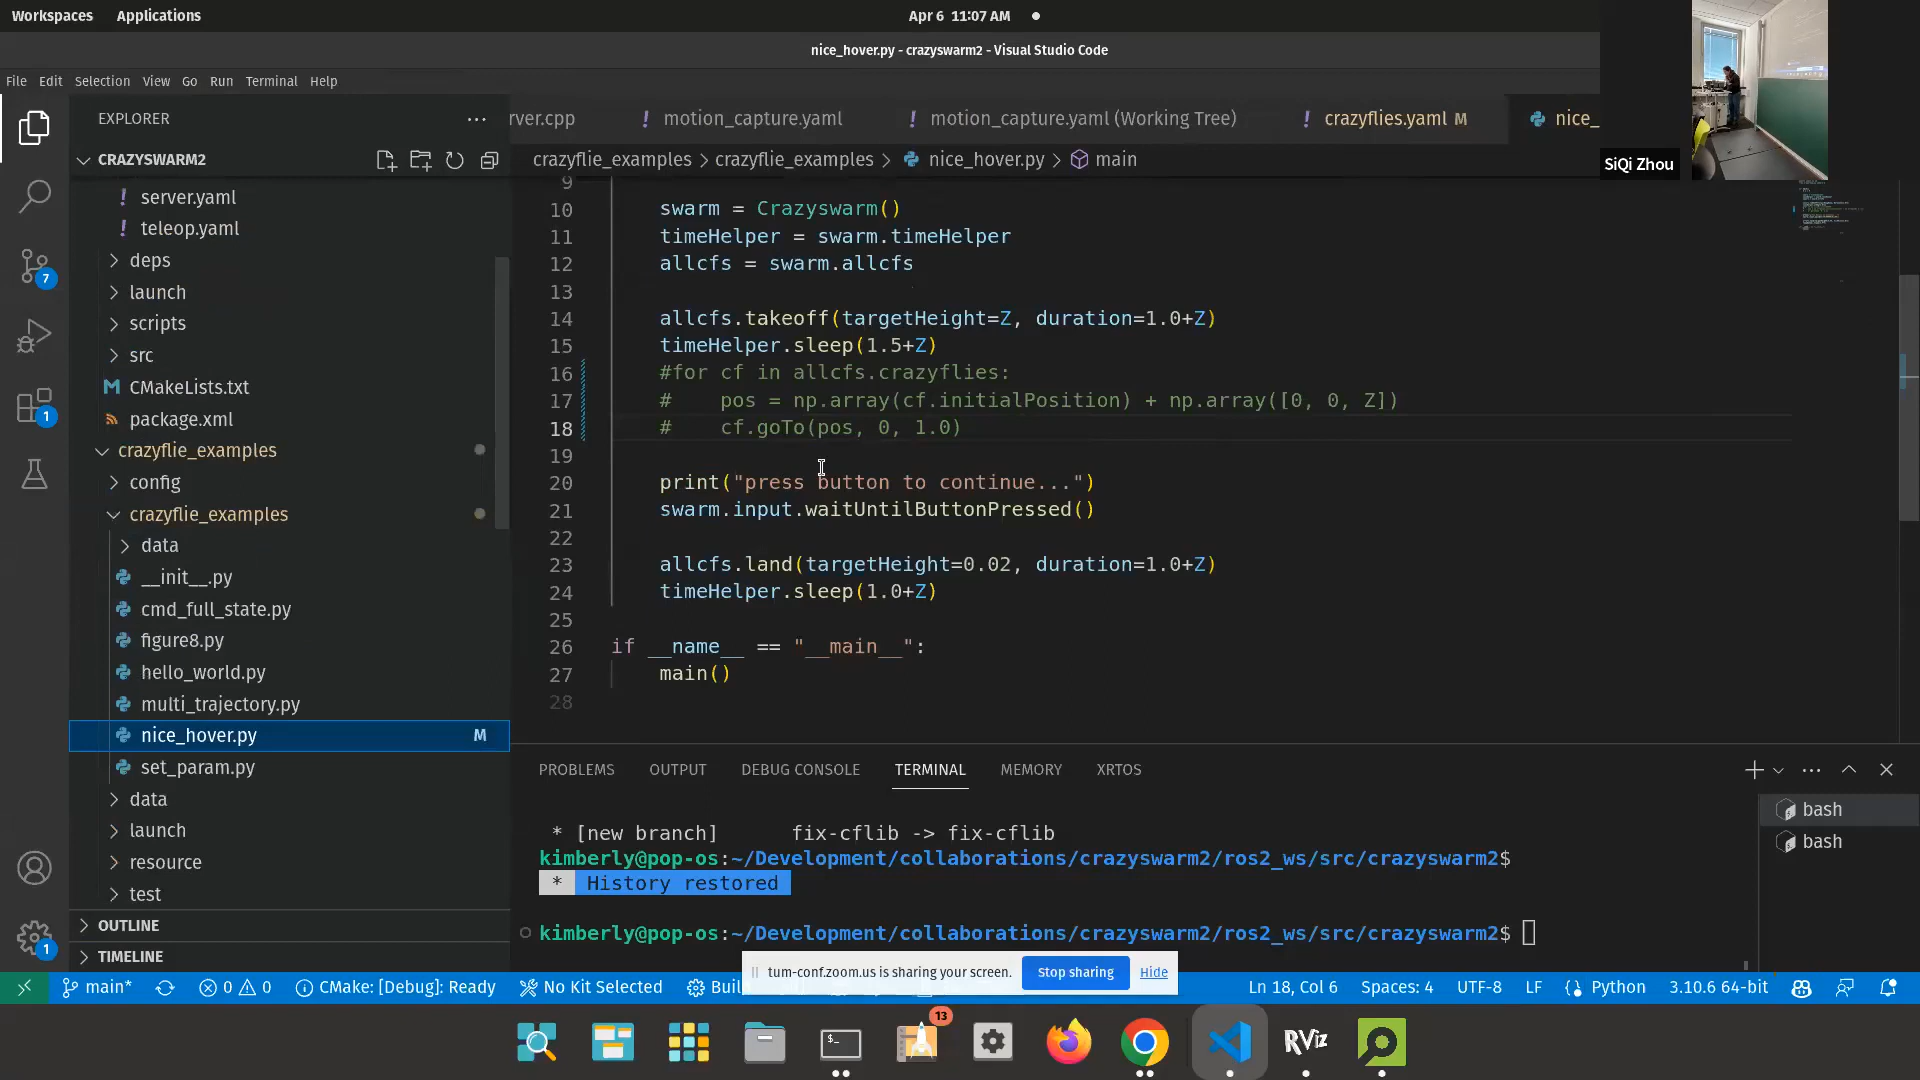 Workspaces Applications Apr 6 11:07 AM
nice_hover.py - crazyswarm2 - Visual Studio Code
File Edit Selection View Go Run Terminal Help
SiQi Zhou
EXPLORER
CRAZYSWARM2
server.yaml
teleop.yaml
deps
launch
scripts
src
CMakeLists.txt
package.xml
crazyflie_examples
config
crazyflie_examples
data
__init__.py
cmd_full_state.py
figure8.py
hello_world.py
multi_trajectory.py
nice_hover.py M
set_param.py
data
launch
resource
test
OUTLINE
TIMELINE
7
1
1
rver.cpp ! motion_capture.yaml ! motion_capture.yaml (Working Tree) ! crazyflies.yaml M nice_
crazyflie_examples > crazyflie_examples > nice_hover.py > main
9
10 swarm = Crazyswarm()
11 timeHelper = swarm.timeHelper
12 allcfs = swarm.allcfs
13
14 allcfs.takeoff(targetHeight=Z, duration=1.0+Z)
15 timeHelper.sleep(1.5+Z)
16 #for cf in allcfs.crazyflies:
17 #    pos = np.array(cf.initialPosition) + np.array([0, 0, Z])
18 #    cf.goTo(pos, 0, 1.0)
19
20 print("press button to continue...")
21 swarm.input.waitUntilButtonPressed()
22
23 allcfs.land(targetHeight=0.02, duration=1.0+Z)
24 timeHelper.sleep(1.0+Z)
25
26 if __name__ == "__main__":
27 main()
28
PROBLEMS OUTPUT DEBUG CONSOLE TERMINAL MEMORY XRTOS
* [new branch]      fix-cflib -> fix-cflib
kimberly@pop-os:~/Development/collaborations/crazyswarm2/ros2_ws/src/crazyswarm2$
* History restored
kimberly@pop-os:~/Development/collaborations/crazyswarm2/ros2_ws/src/crazyswarm2$
bash
bash
tum-conf.zoom.us is sharing your screen. Stop sharing Hide
main* 0 0 CMake: [Debug]: Ready No Kit Selected Buil Ln 18, Col 6 Spaces: 4 UTF-8 LF Python 3.10.6 64-bit
13
RViz